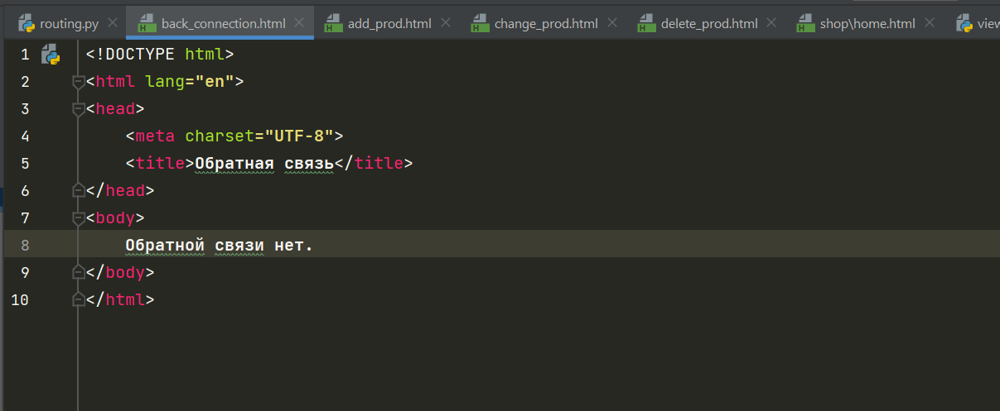 routing.py back_connection.html add_prod.html change_prod.html delete_prod.html shop\home.html view
1 <!DOCTYPE html>
2 <html lang="en">
3 <head>
4 <meta charset="UTF-8">
5 <title>Обратная связь</title>
6 </head>
7 <body>
8 Обратной связи нет.
9 </body>
10 </html>